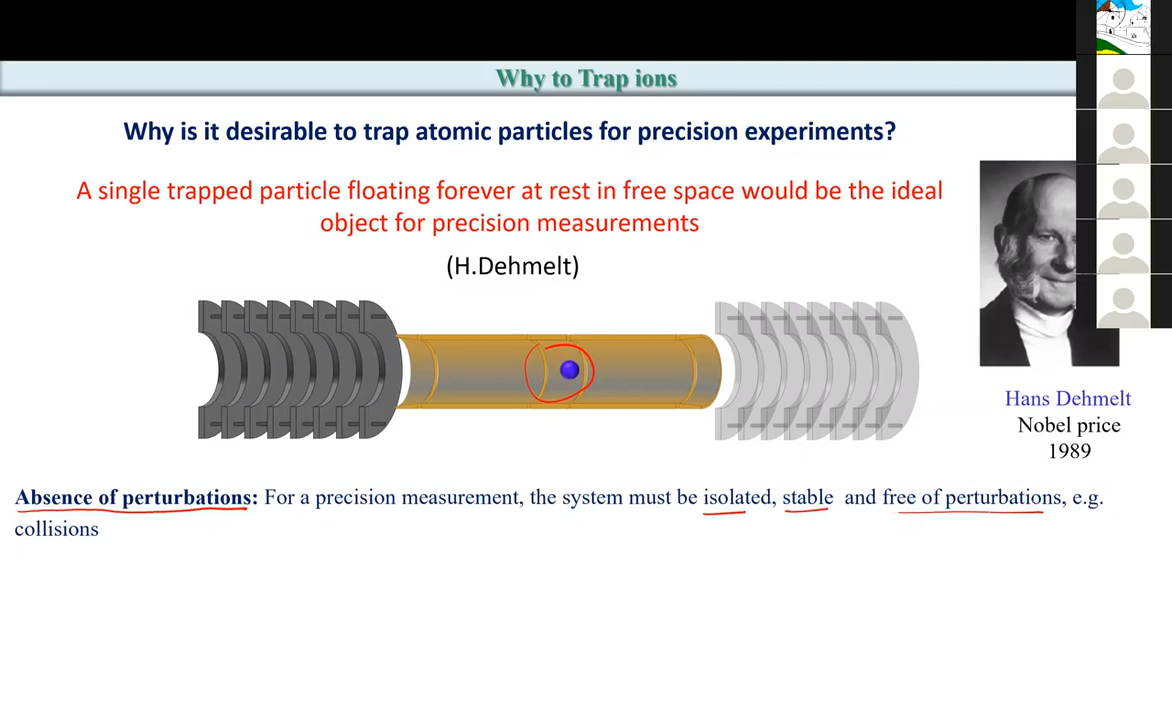 Why to Trap ions
Why is it desirable to trap atomic particles for precision experiments?
A single trapped particle floating forever at rest in free space would be the ideal
object for precision measurements
(H.Dehmelt)
Hans Dehmelt
Nobel price
1989
Absence of perturbations: For a precision measurement, the system must be isolated, stable and free of perturbations, e.g.
collisions